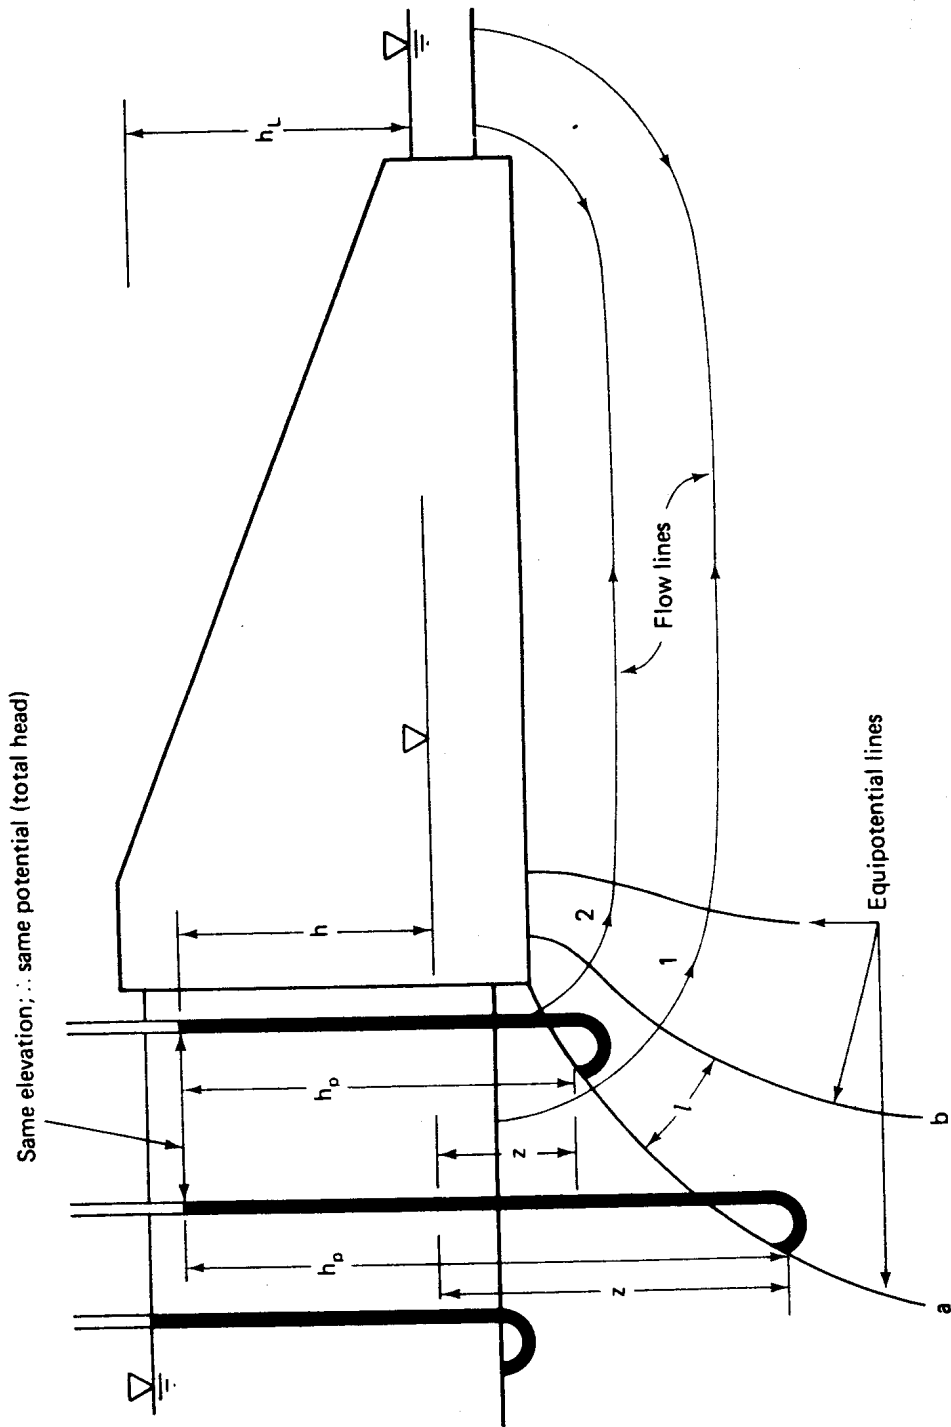 Same elevation; ∴ same potential (total head)
h_L
h
h_p
h_p
z
z
l
2
1
Flow lines
Equipotential lines
a
b